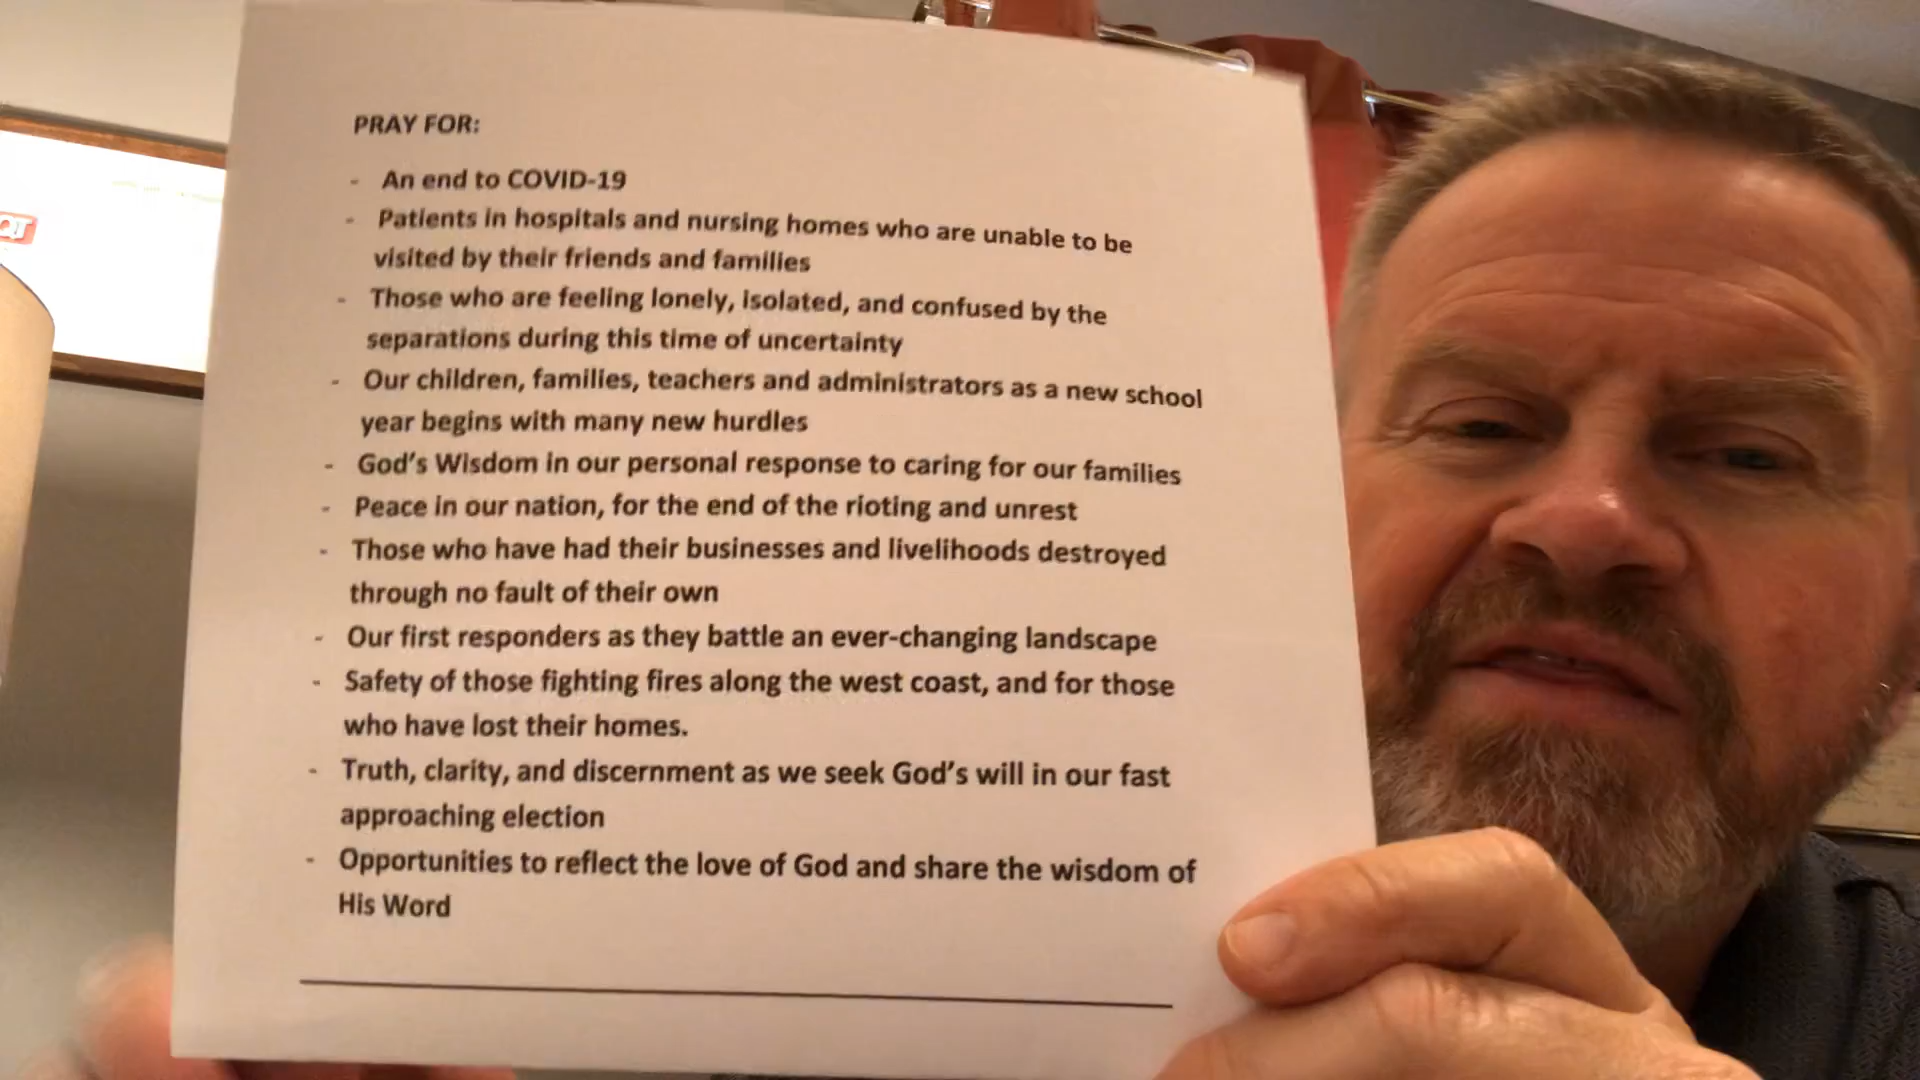 PRAY FOR:
- An end to COVID-19
- Patients in hospitals and nursing homes who are unable to be
visited by their friends and families
- Those who are feeling lonely, isolated, and confused by the
separations during this time of uncertainty
- Our children, families, teachers and administrators as a new school
year begins with many new hurdles
- God's Wisdom in our personal response to caring for our families
- Peace in our nation, for the end of the rioting and unrest
- Those who have had their businesses and livelihoods destroyed
through no fault of their own
- Our first responders as they battle an ever-changing landscape
- Safety of those fighting fires along the west coast, and for those
who have lost their homes.
- Truth, clarity, and discernment as we seek God's will in our fast
approaching election
- Opportunities to reflect the love of God and share the wisdom of
His Word
QT